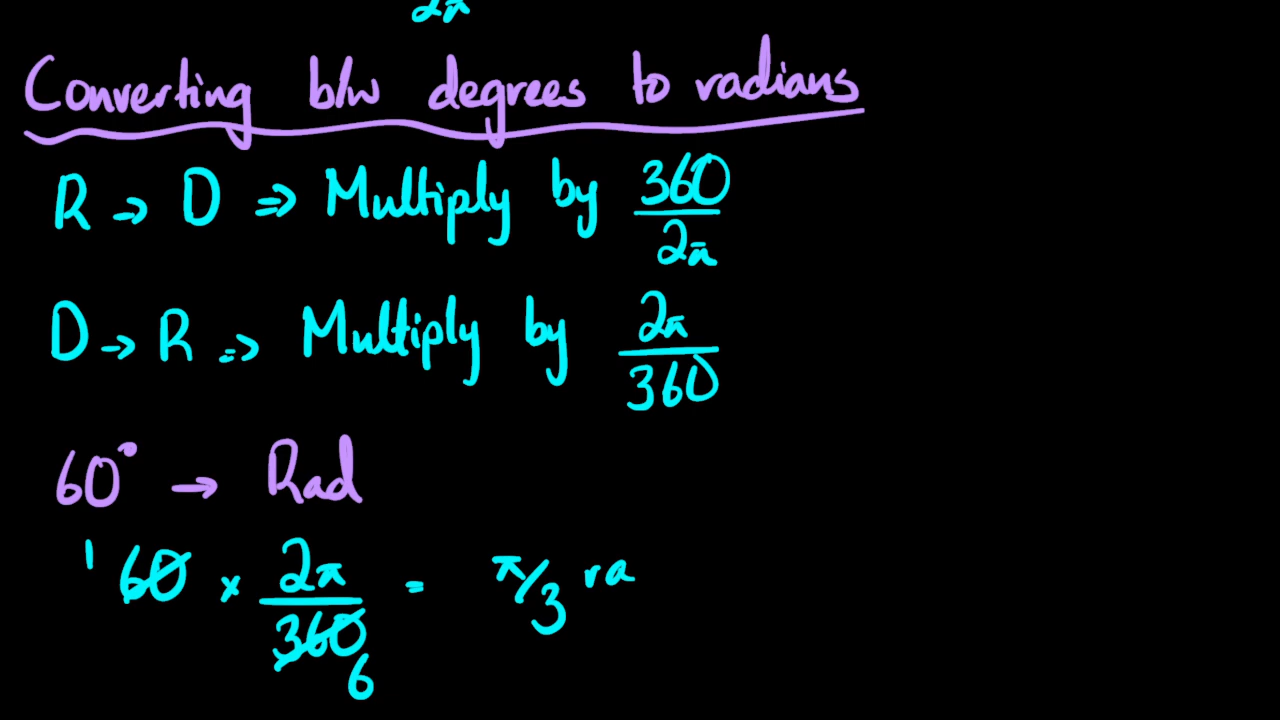 2π
Converting b/w degrees to radians
R → D ⇒ Multiply by 360/2π
D → R ⇒ Multiply by 2π/360
60° → Rad
1 60 × 2π/360 = π/3 ra
6